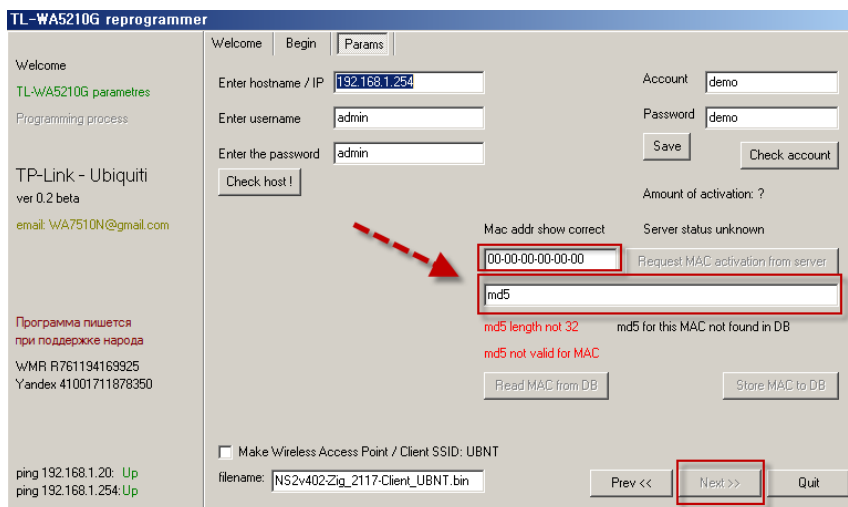 TL-WA5210G reprogrammer
Welcome
TL-WA5210G parametres
Programming process
TP-Link - Ubiquiti
ver 0.2 beta
email: WA7510N@gmail.com
Программа пишется
при поддержке народа
WMR R761194169925
Yandex 41001711878350
ping 192.168.1.20: Up
ping 192.168.1.254: Up
Welcome Begin Params
Enter hostname / IP 192.168.1.254
Enter username admin
Enter the password admin
Check host !
Account demo
Password demo
Save Check account
Amount of activation: ?
Mac addr show correct Server status unknown
00-00-00-00-00-00 Request MAC activation from server
md5
md5 length not 32 md5 for this MAC not found in DB
md5 not valid for MAC
Read MAC from DB Store MAC to DB
Make Wireless Access Point / Client SSID: UBNT
filename: NS2v402-Zig_2117-Client_UBNT.bin
Prev << Next >> Quit